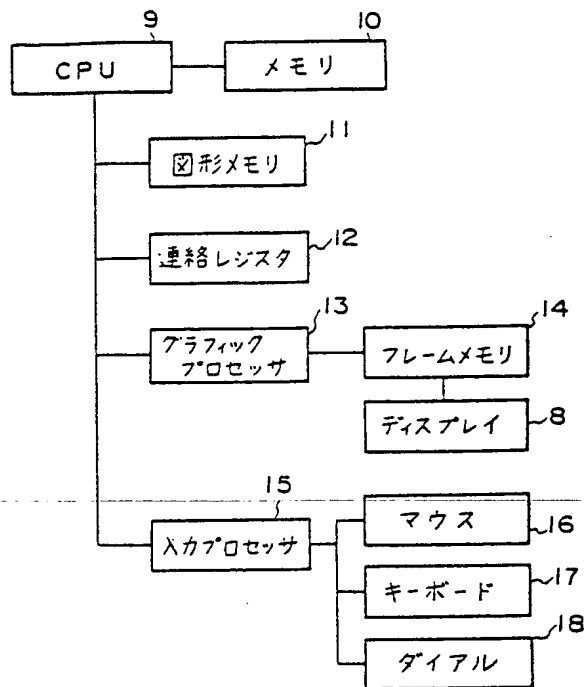 9
CPU
10
メモリ
11
図形メモリ
12
連絡レジスタ
13
グラフィック
プロセッサ
14
フレームメモリ
ディスプレイ
8
15
入力プロセッサ
マウス
16
キーボード
17
ダイアル
18